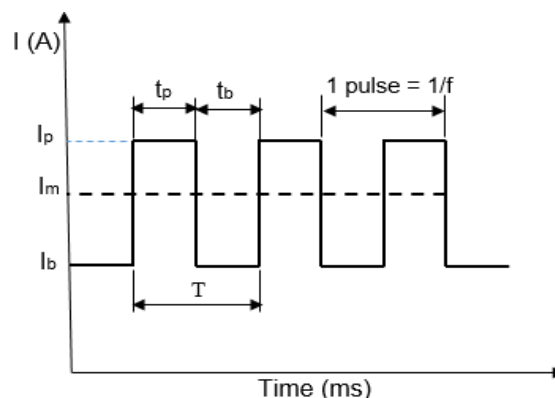 I (A)
tp
tb
1 pulse = 1/f
Ip
Im
Ib
T
Time (ms)